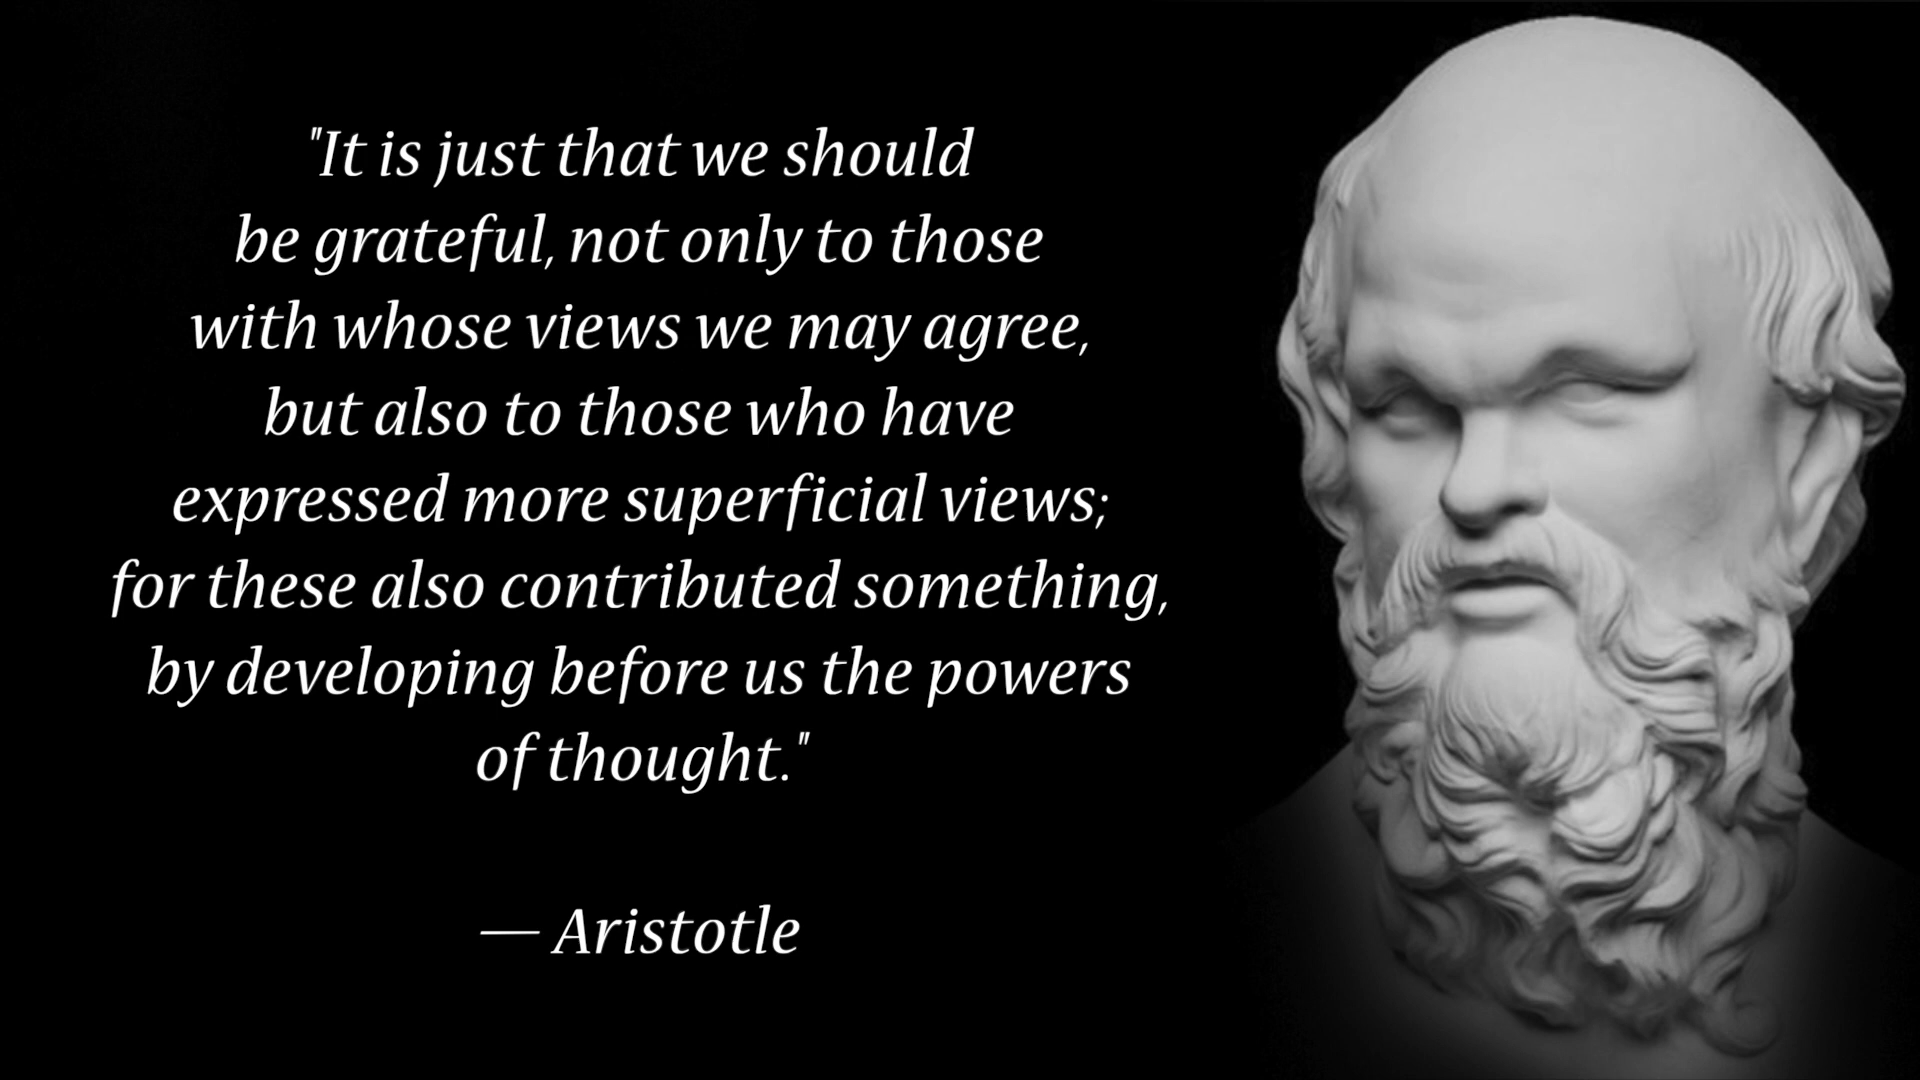 "It is just that we should
be grateful, not only to those
with whose views we may agree,
but also to those who have
expressed more superficial views;
for these also contributed something,
by developing before us the powers
of thought."
— Aristotle